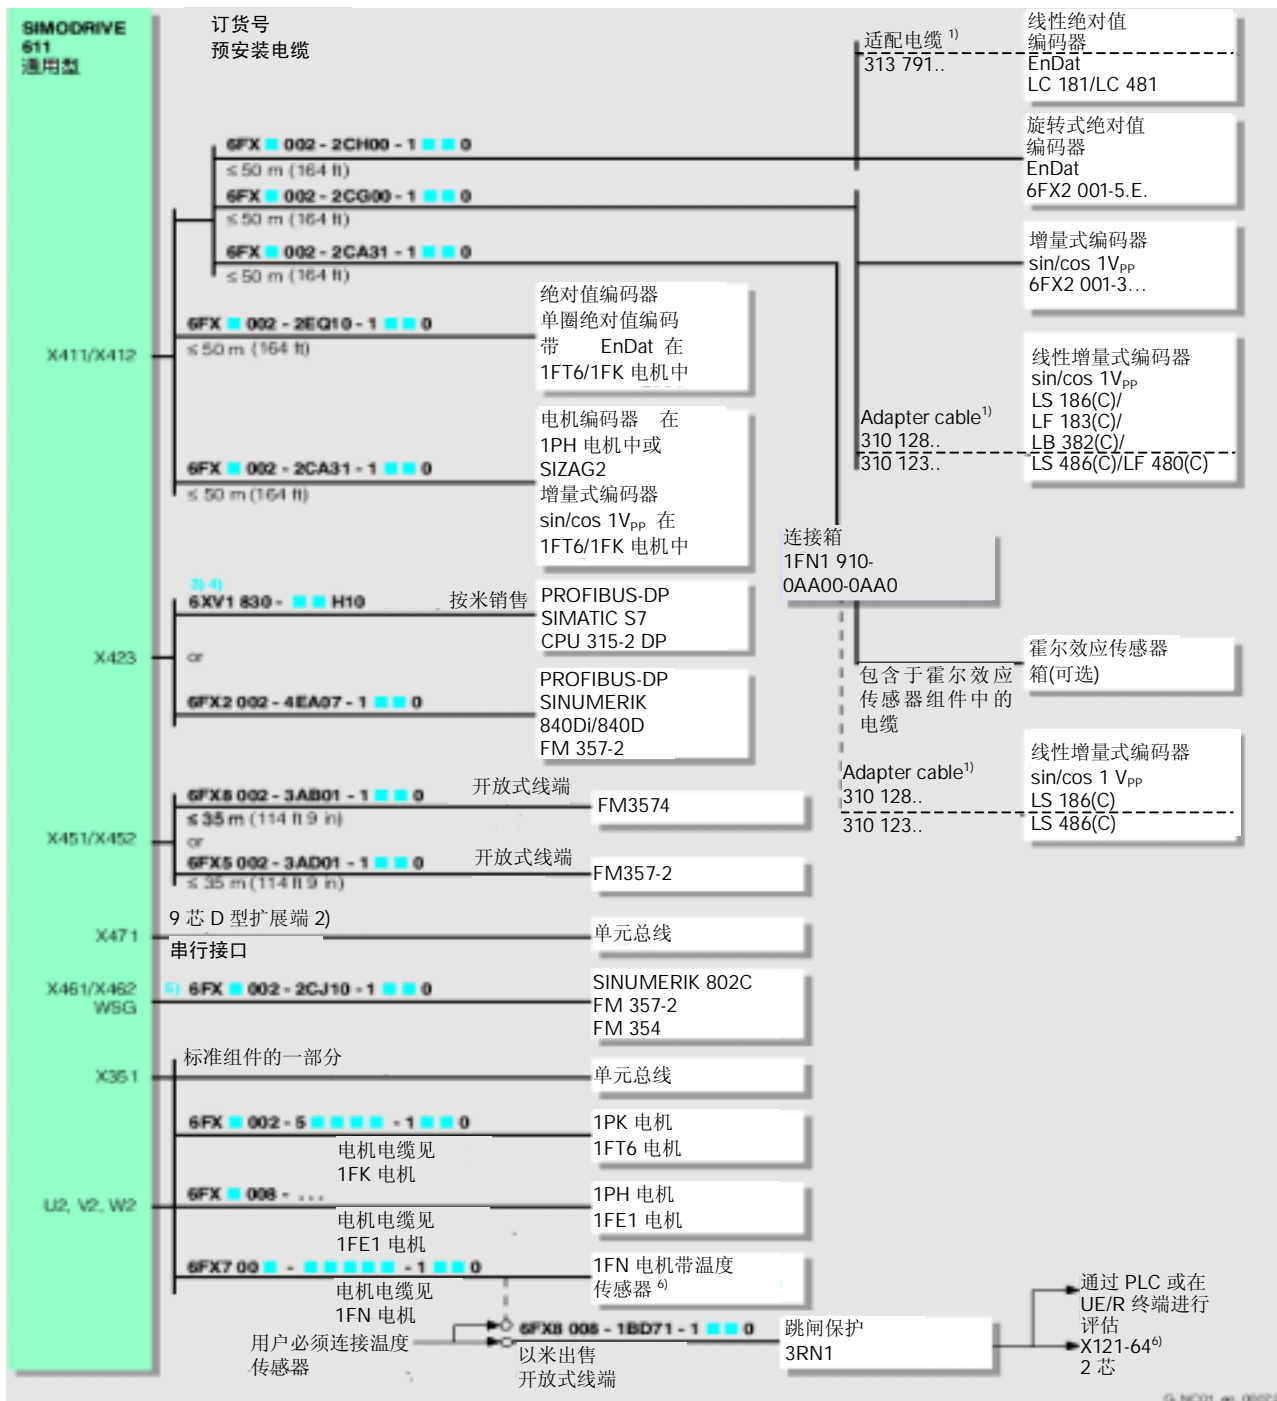 SIMODRIVE
611
通用型
订货号
预安装电缆
适配电缆 1)
313 791..
线性绝对值
编码器
EnDat
LC 181/LC 481
6FX ■ 002 - 2CH00 - 1 ■ ■ 0
≤ 50 m (164 ft)
旋转式绝对值
编码器
EnDat
6FX2 001-5.E.
6FX ■ 002 - 2CG00 - 1 ■ ■ 0
≤ 50 m (164 ft)
6FX ■ 002 - 2CA31 - 1 ■ ■ 0
≤ 50 m (164 ft)
增量式编码器
sin/cos 1VPP
6FX2 001-3…
X411/X412
6FX ■ 002 - 2EQ10 - 1 ■ ■ 0
≤ 50 m (164 ft)
绝对值编码器
单圈绝对值编码
带 EnDat 在
1FT6/1FK 电机中
Adapter cable1)
310 128..
310 123..
线性增量式编码器
sin/cos 1VPP
LS 186(C)/
LF 183(C)/
LB 382(C)/
LS 486(C)/LF 480(C)
6FX ■ 002 - 2CA31 - 1 ■ ■ 0
≤ 50 m (164 ft)
电机编码器 在
1PH 电机中或
SIZAG2
增量式编码器
sin/cos 1VPP 在
1FT6/1FK 电机中
连接箱
1FN1 910-
0AA00-0AA0
X423
3) 4)
6XV1 830 - ■ ■ H10
按米销售
PROFIBUS-DP
SIMATIC S7
CPU 315-2 DP
or
6FX2 002 - 4EA07 - 1 ■ ■ 0
PROFIBUS-DP
SINUMERIK
840Di/840D
FM 357-2
包含于霍尔效应
传感器组件中的
电缆
霍尔效应传感器
箱(可选)
Adapter cable1)
310 128..
310 123..
线性增量式编码器
sin/cos 1 VPP
LS 186(C)
LS 486(C)
X451/X452
6FX8 002 - 3AB01 - 1 ■ ■ 0
≤ 35 m (114 ft 9 in)
开放式线端
FM3574
or
6FX5 002 - 3AD01 - 1 ■ ■ 0
≤ 35 m (114 ft 9 in)
开放式线端
FM357-2
X471
9 芯 D 型扩展端 2)
串行接口
单元总线
X461/X462
WSG
5) 6FX ■ 002 - 2CJ10 - 1 ■ ■ 0
SINUMERIK 802C
FM 357-2
FM 354
X351
标准组件的一部分
单元总线
U2, V2, W2
6FX ■ 002 - 5 ■ ■ ■ ■ - 1 ■ ■ 0
电机电缆见
1FK 电机
1PK 电机
1FT6 电机
6FX ■ 008 - ...
电机电缆见
1FE1 电机
1PH 电机
1FE1 电机
6FX7 00 ■ - ■ ■ ■ ■ ■ - 1 ■ ■ 0
电机电缆见
1FN 电机
1FN 电机带温度
传感器 6)
用户必须连接温度
传感器
6FX8 008 - 1BD71 - 1 ■ ■ 0
以米出售
开放式线端
跳闸保护
3RN1
通过 PLC 或在
UE/R 终端进行
评估
X121-646)
2 芯